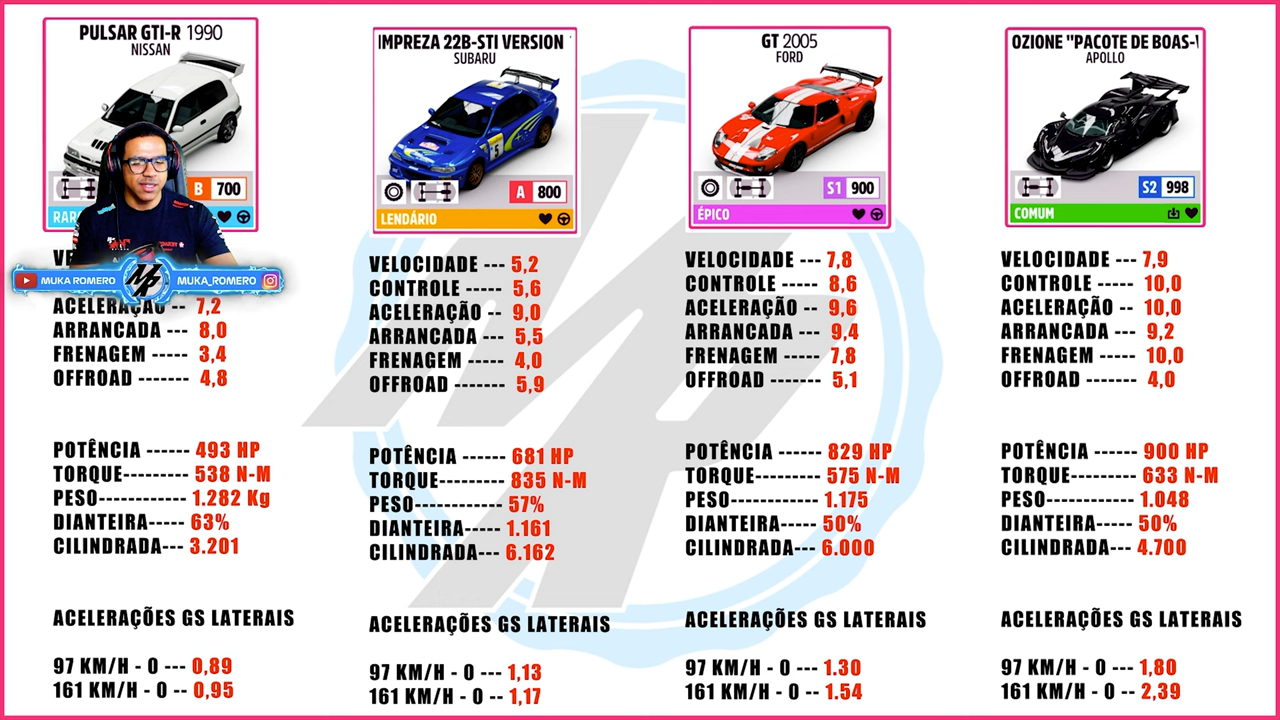 PULSAR GTI-R 1990
NISSAN
B 700
RARO
VE
ACELERAÇÃO -- 7,2
ARRANCADA --- 8,0
FRENAGEM ----- 3,4
OFFROAD ------- 4,8
POTÊNCIA ------ 493 HP
TORQUE-------- 538 N-M
PESO----------- 1.282 Kg
DIANTEIRA----- 63%
CILINDRADA--- 3.201
ACELERAÇÕES GS LATERAIS
97 KM/H - 0 --- 0,89
161 KM/H - 0 -- 0,95
MUKA ROMERO
MR
MUKA_ROMERO
IMPREZA 22B-STI VERSION
SUBARU
5
A 800
LENDÁRIO
VELOCIDADE --- 5,2
CONTROLE ----- 5,6
ACELERAÇÃO -- 9,0
ARRANCADA --- 5,5
FRENAGEM ----- 4,0
OFFROAD ------- 5,9
POTÊNCIA ------ 681 HP
TORQUE-------- 835 N-M
PESO----------- 57%
DIANTEIRA----- 1.161
CILINDRADA--- 6.162
ACELERAÇÕES GS LATERAIS
97 KM/H - 0 --- 1,13
161 KM/H - 0 -- 1,17
GT 2005
FORD
S1 900
ÉPICO
VELOCIDADE --- 7,8
CONTROLE ----- 8,6
ACELERAÇÃO -- 9,6
ARRANCADA --- 9,4
FRENAGEM ----- 7,8
OFFROAD ------- 5,1
POTÊNCIA ------ 829 HP
TORQUE-------- 575 N-M
PESO----------- 1.175
DIANTEIRA----- 50%
CILINDRADA--- 6.000
ACELERAÇÕES GS LATERAIS
97 KM/H - 0 --- 1.30
161 KM/H - 0 -- 1.54
OZIONE "PACOTE DE BOAS-V
APOLLO
S2 998
COMUM
VELOCIDADE --- 7,9
CONTROLE ----- 10,0
ACELERAÇÃO -- 10,0
ARRANCADA --- 9,2
FRENAGEM ----- 10,0
OFFROAD ------- 4,0
POTÊNCIA ------ 900 HP
TORQUE-------- 633 N-M
PESO----------- 1.048
DIANTEIRA----- 50%
CILINDRADA--- 4.700
ACELERAÇÕES GS LATERAIS
97 KM/H - 0 --- 1,80
161 KM/H - 0 -- 2,39